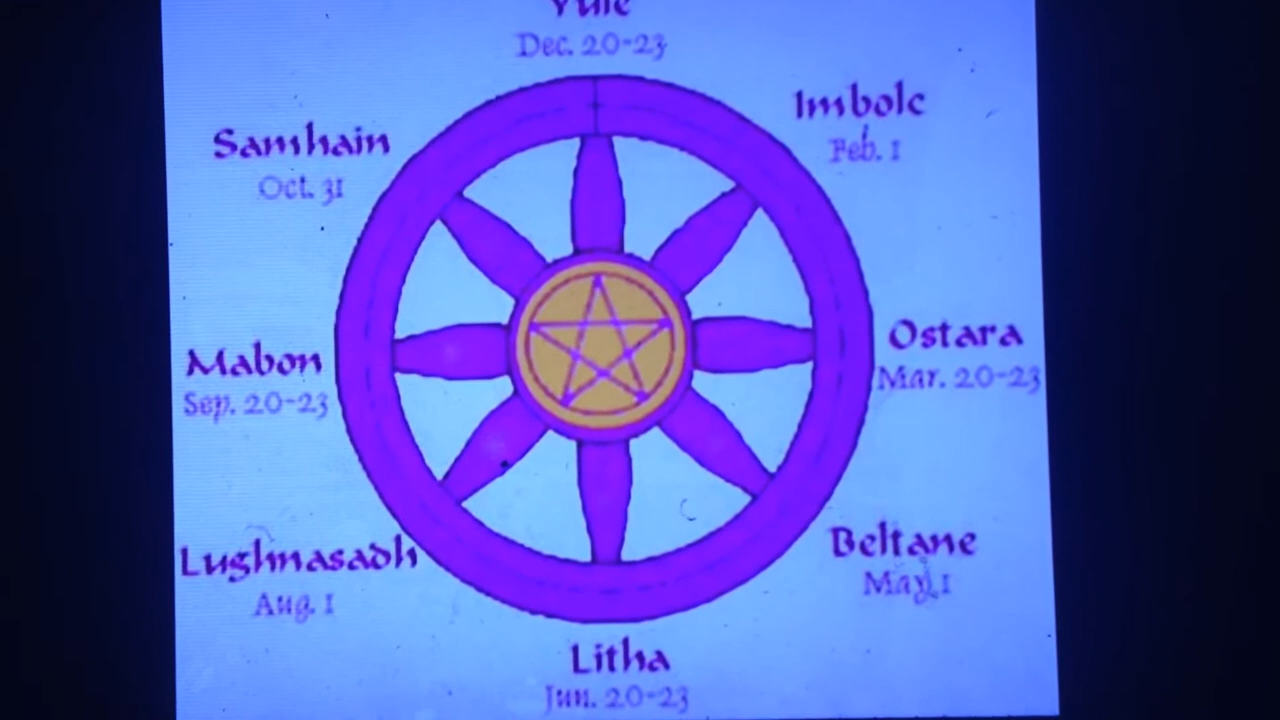 Yule
Dec. 20-23
Imbolc
Feb. 1
Ostara
Mar. 20-23
Beltane
May 1
Litha
Jun. 20-23
Lughnasadh
Aug. 1
Mabon
Sep. 20-23
Samhain
Oct. 31